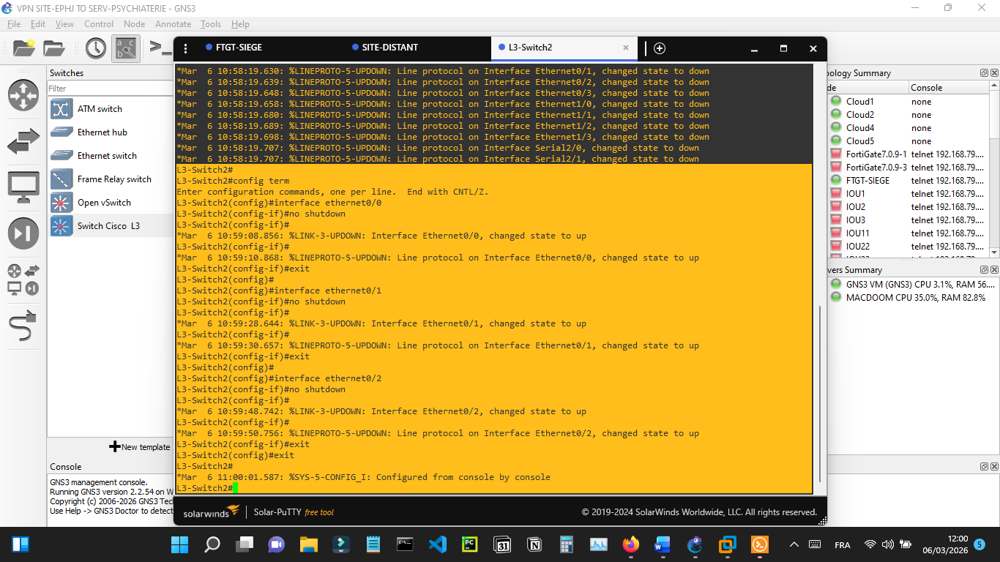 VPN SITE-EPHJ TO SERV-PSYCHIATERIE - GNS3
File Edit View Control Node Annotate Tools Help
Switches
Filter
ATM switch
Ethernet hub
Ethernet switch
Frame Relay switch
Open vSwitch
Switch Cisco L3
New template
FTGT-SIEGE
SITE-DISTANT
L3-Switch2
*Mar  6 10:58:19.630: %LINEPROTO-5-UPDOWN: Line protocol on Interface Ethernet0/1, changed state to down
*Mar  6 10:58:19.639: %LINEPROTO-5-UPDOWN: Line protocol on Interface Ethernet0/2, changed state to down
*Mar  6 10:58:19.648: %LINEPROTO-5-UPDOWN: Line protocol on Interface Ethernet0/3, changed state to down
*Mar  6 10:58:19.658: %LINEPROTO-5-UPDOWN: Line protocol on Interface Ethernet1/0, changed state to down
*Mar  6 10:58:19.680: %LINEPROTO-5-UPDOWN: Line protocol on Interface Ethernet1/1, changed state to down
*Mar  6 10:58:19.689: %LINEPROTO-5-UPDOWN: Line protocol on Interface Ethernet1/2, changed state to down
*Mar  6 10:58:19.698: %LINEPROTO-5-UPDOWN: Line protocol on Interface Ethernet1/3, changed state to down
*Mar  6 10:58:19.707: %LINEPROTO-5-UPDOWN: Line protocol on Interface Serial2/0, changed state to down
*Mar  6 10:58:19.707: %LINEPROTO-5-UPDOWN: Line protocol on Interface Serial2/1, changed state to down
L3-Switch2#
L3-Switch2#config term
Enter configuration commands, one per line.  End with CNTL/Z.
L3-Switch2(config)#interface ethernet0/0
L3-Switch2(config-if)#no shutdown
L3-Switch2(config-if)#
*Mar  6 10:59:08.856: %LINK-3-UPDOWN: Interface Ethernet0/0, changed state to up
L3-Switch2(config-if)#
*Mar  6 10:59:10.868: %LINEPROTO-5-UPDOWN: Line protocol on Interface Ethernet0/0, changed state to up
L3-Switch2(config-if)#exit
L3-Switch2(config)#
L3-Switch2(config)#interface ethernet0/1
L3-Switch2(config-if)#no shutdown
L3-Switch2(config-if)#
*Mar  6 10:59:28.644: %LINK-3-UPDOWN: Interface Ethernet0/1, changed state to up
L3-Switch2(config-if)#
*Mar  6 10:59:30.657: %LINEPROTO-5-UPDOWN: Line protocol on Interface Ethernet0/1, changed state to up
L3-Switch2(config-if)#exit
L3-Switch2(config)#
L3-Switch2(config)#interface ethernet0/2
L3-Switch2(config-if)#no shutdown
L3-Switch2(config-if)#
*Mar  6 10:59:48.742: %LINK-3-UPDOWN: Interface Ethernet0/2, changed state to up
L3-Switch2(config-if)#
*Mar  6 10:59:50.756: %LINEPROTO-5-UPDOWN: Line protocol on Interface Ethernet0/2, changed state to up
L3-Switch2(config-if)#exit
L3-Switch2(config)#exit
L3-Switch2#
*Mar  6 11:00:01.587: %SYS-5-CONFIG_I: Configured from console by console
L3-Switch2#
solarwinds
Solar-PuTTY free tool
© 2019-2024 SolarWinds Worldwide, LLC. All rights reserved.
pology Summary
de Console
Cloud1 none
Cloud2 none
Cloud4 none
Cloud5 none
FortiGate7.0.9-1 telnet 192.168.79....
FortiGate7.0.9-3 telnet 192.168.79....
FTGT-SIEGE telnet 192.168.79....
IOU1 telnet 192.168.79....
IOU2 telnet 192.168.79....
IOU3 telnet 192.168.79....
IOU11 telnet 192.168.79....
IOU22 telnet 192.168.79....
vers Summary
GNS3 VM (GNS3) CPU 3.1%, RAM 56....
MACDOOM CPU 35.0%, RAM 82.8%
Console
GNS3 management console.
Running GNS3 version 2.2.54 on W
Copyright (c) 2006-2026 GNS3 Tec
Use Help -> GNS3 Doctor to detect
31
FRA
12:00
06/03/2026
5